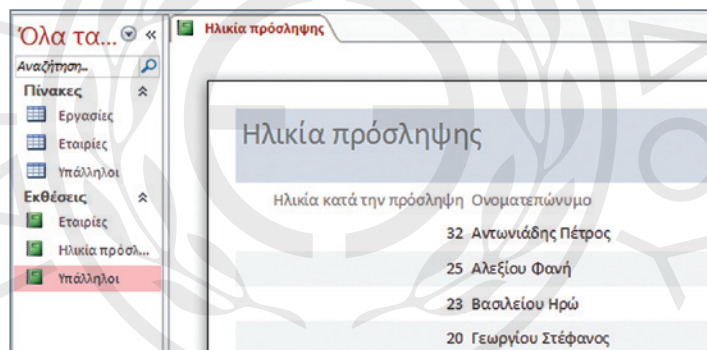 Όλα τα...
Αναζήτηση...
Πίνακες
Εργασίες
Εταιρίες
Υπάλληλοι
Εκθέσεις
Εταιρίες
Ηλικία πρόσλ...
Υπάλληλοι
Ηλικία πρόσληψης
Ηλικία πρόσληψης
Ηλικία κατά την πρόσληψη Ονοματεπώνυμο
32 Αντωνιάδης Πέτρος
25 Αλεξίου Φανή
23 Βασιλείου Ηρώ
20 Γεωργίου Στέφανος